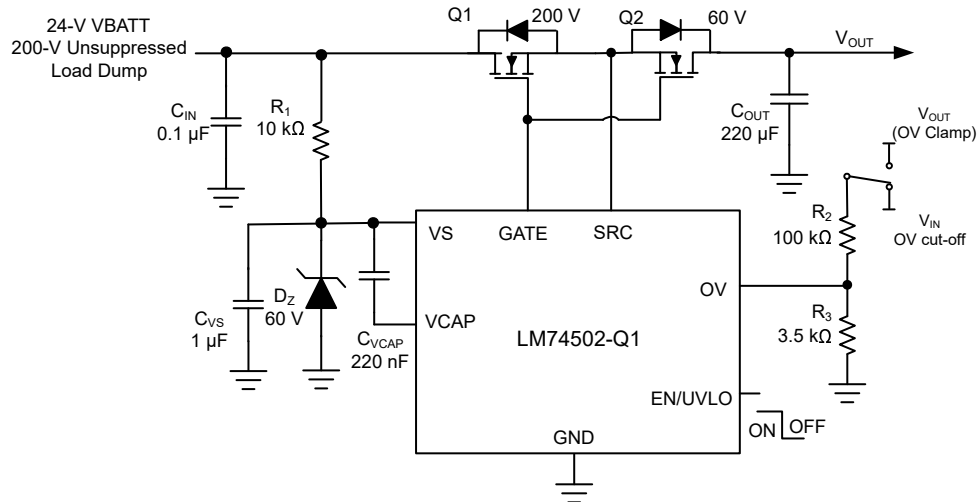 24-V VBATT
200-V Unsuppressed
Load Dump
Q1
200 V
Q2
60 V
VOUT
CIN
0.1 µF
R1
10 kΩ
COUT
220 µF
VOUT
(OV Clamp)
VIN
OV cut-off
R2
100 kΩ
R3
3.5 kΩ
VS
GATE
SRC
OV
VCAP
LM74502-Q1
EN/UVLO
GND
ON
OFF
CVS
1 µF
DZ
60 V
CVCAP
220 nF